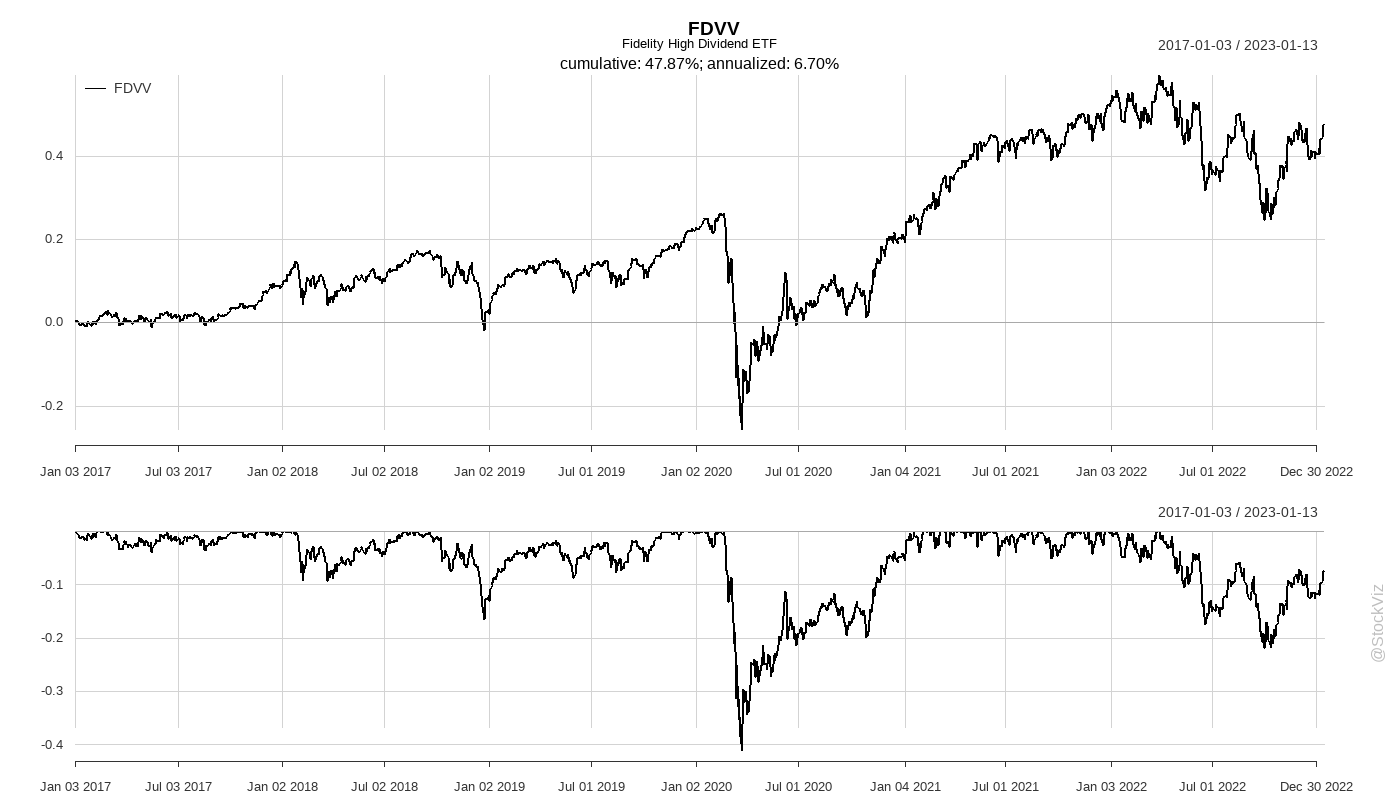 FDVV
Fidelity High Dividend ETF
cumulative: 47.87%; annualized: 6.70%
2017-01-03 / 2023-01-13
FDVV
0.4
0.2
0.0
-0.2
Jan 03 2017 Jul 03 2017 Jan 02 2018 Jul 02 2018 Jan 02 2019 Jul 01 2019 Jan 02 2020 Jul 01 2020 Jan 04 2021 Jul 01 2021 Jan 03 2022 Jul 01 2022 Dec 30 2022
2017-01-03 / 2023-01-13
-0.1
-0.2
-0.3
-0.4
Jan 03 2017 Jul 03 2017 Jan 02 2018 Jul 02 2018 Jan 02 2019 Jul 01 2019 Jan 02 2020 Jul 01 2020 Jan 04 2021 Jul 01 2021 Jan 03 2022 Jul 01 2022 Dec 30 2022
@StockViz